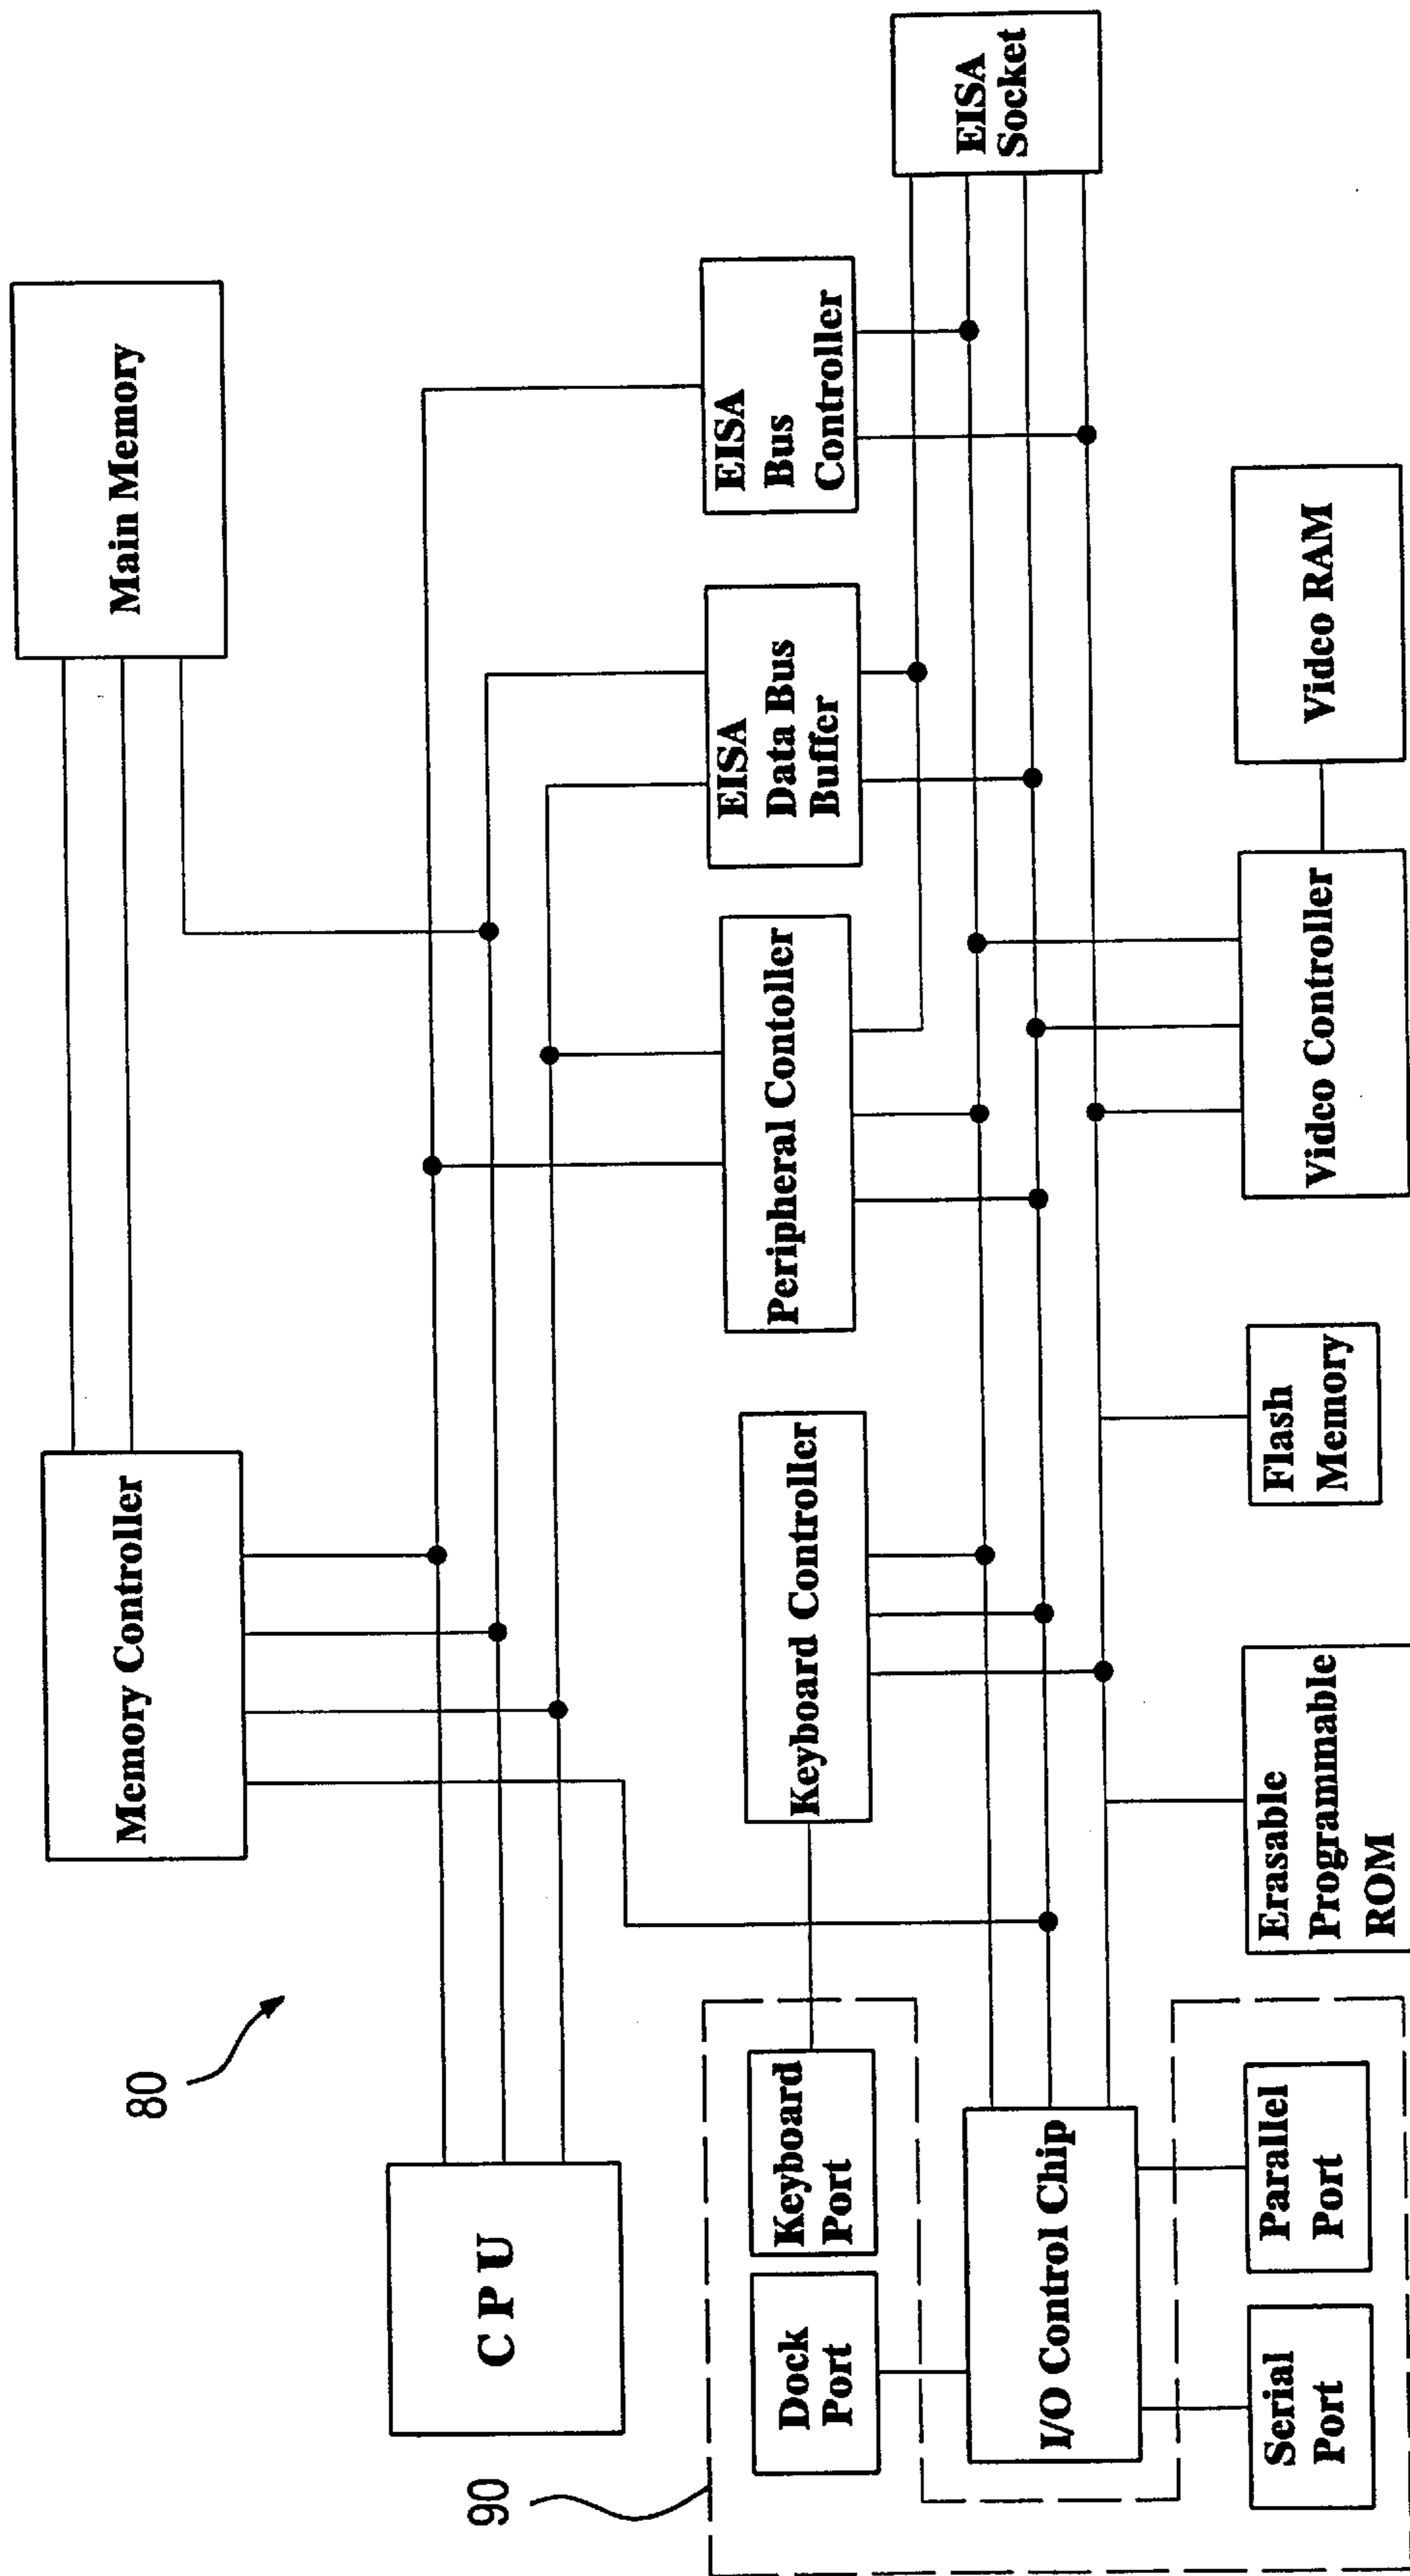 80
90
Main Memory
Memory Controller
C P U
EISA
Socket
EISA
Bus
Controller
EISA
Data Bus
Buffer
Peripheral Contoller
Keyboard Controller
Keyboard
Port
Dock
Port
I/O Control Chip
Video RAM
Video Controller
Flash
Memory
Erasable
Programmable
ROM
Parallel
Port
Serial
Port